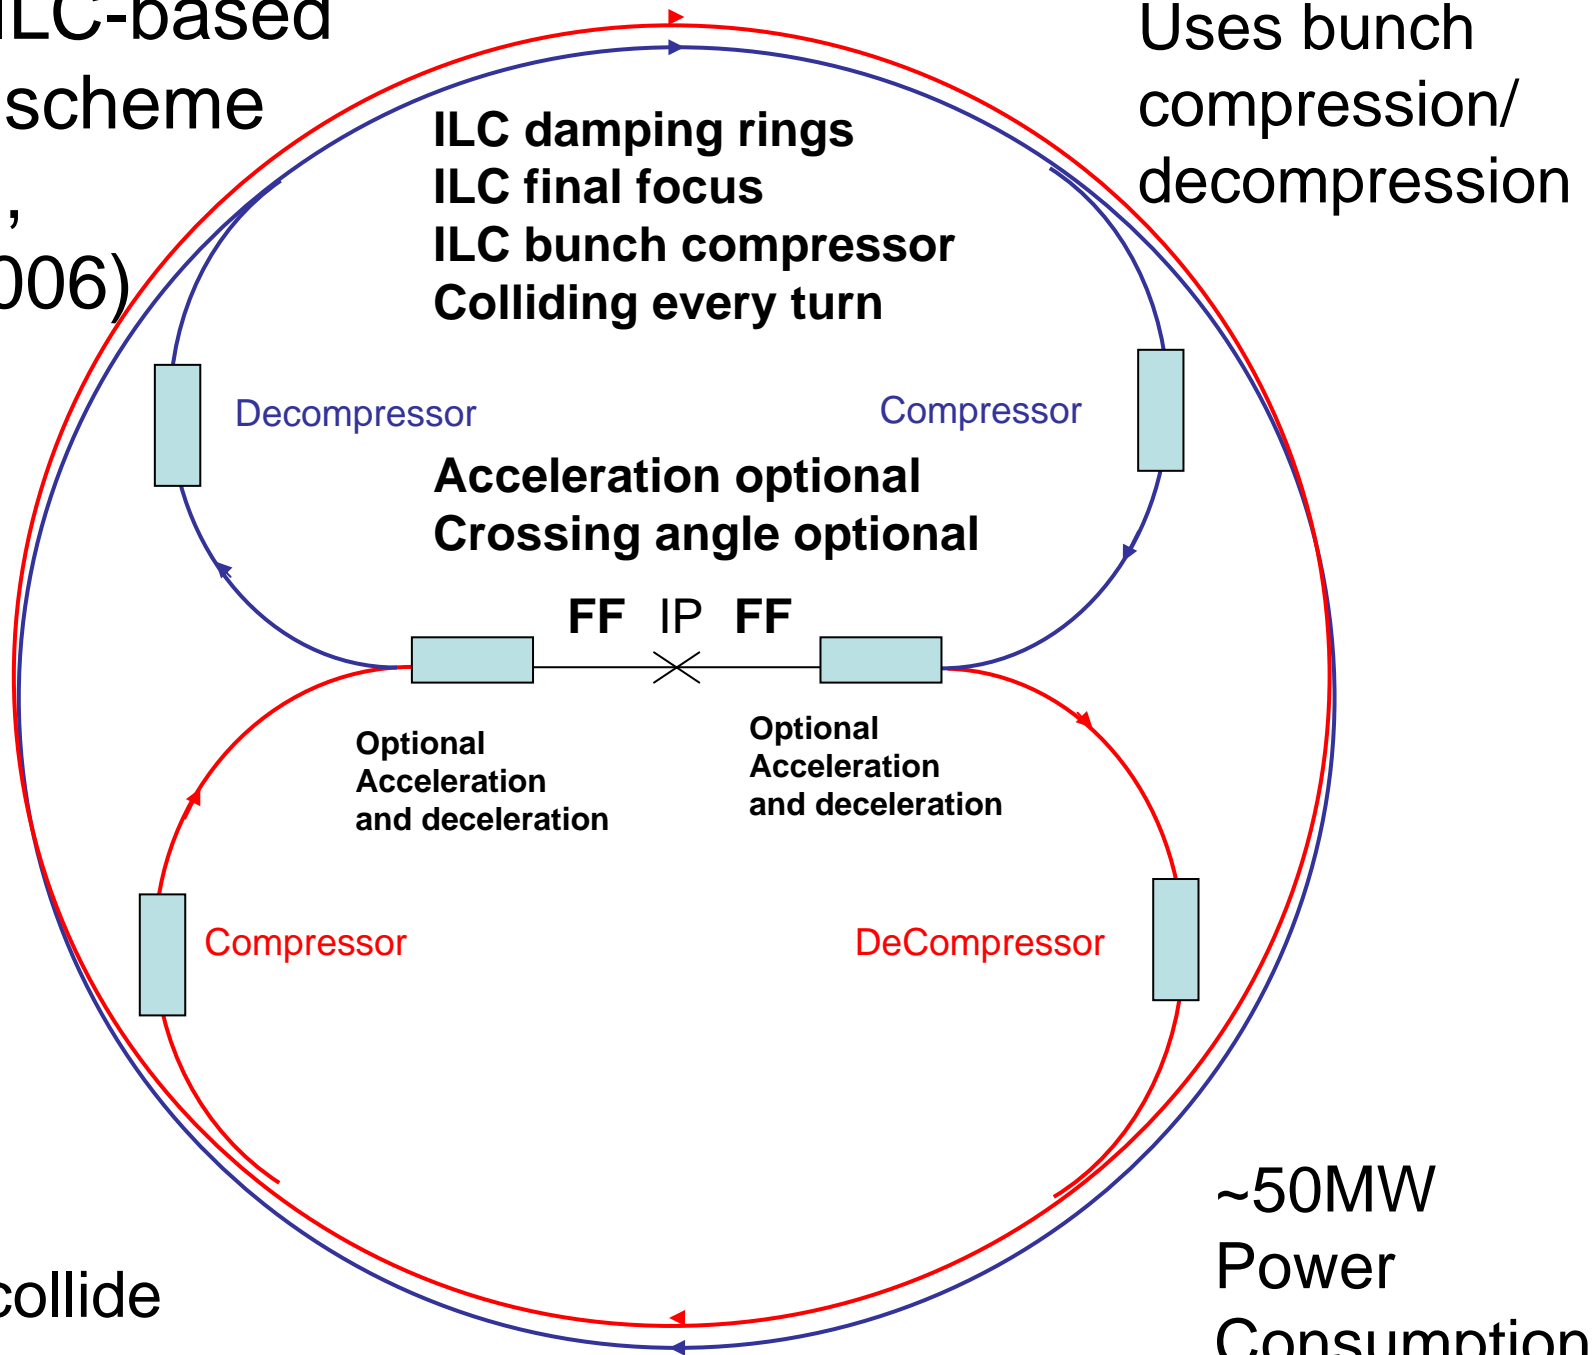 ILC-based
scheme
,
006)
Uses bunch
compression/
decompression
ILC damping rings
ILC final focus
ILC bunch compressor
Colliding every turn
Decompressor
Compressor
Acceleration optional
Crossing angle optional
FF IP FF
Optional
Acceleration
and deceleration
Optional
Acceleration
and deceleration
Compressor
DeCompressor
collide
~50MW
Power
Consumption